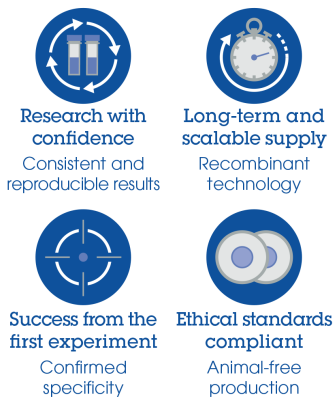 Research with
confidence
Consistent and
reproducible results
Long-term and
scalable supply
Recombinant
technology
Success from the
first experiment
Confirmed
specificity
Ethical standards
compliant
Animal-free
production